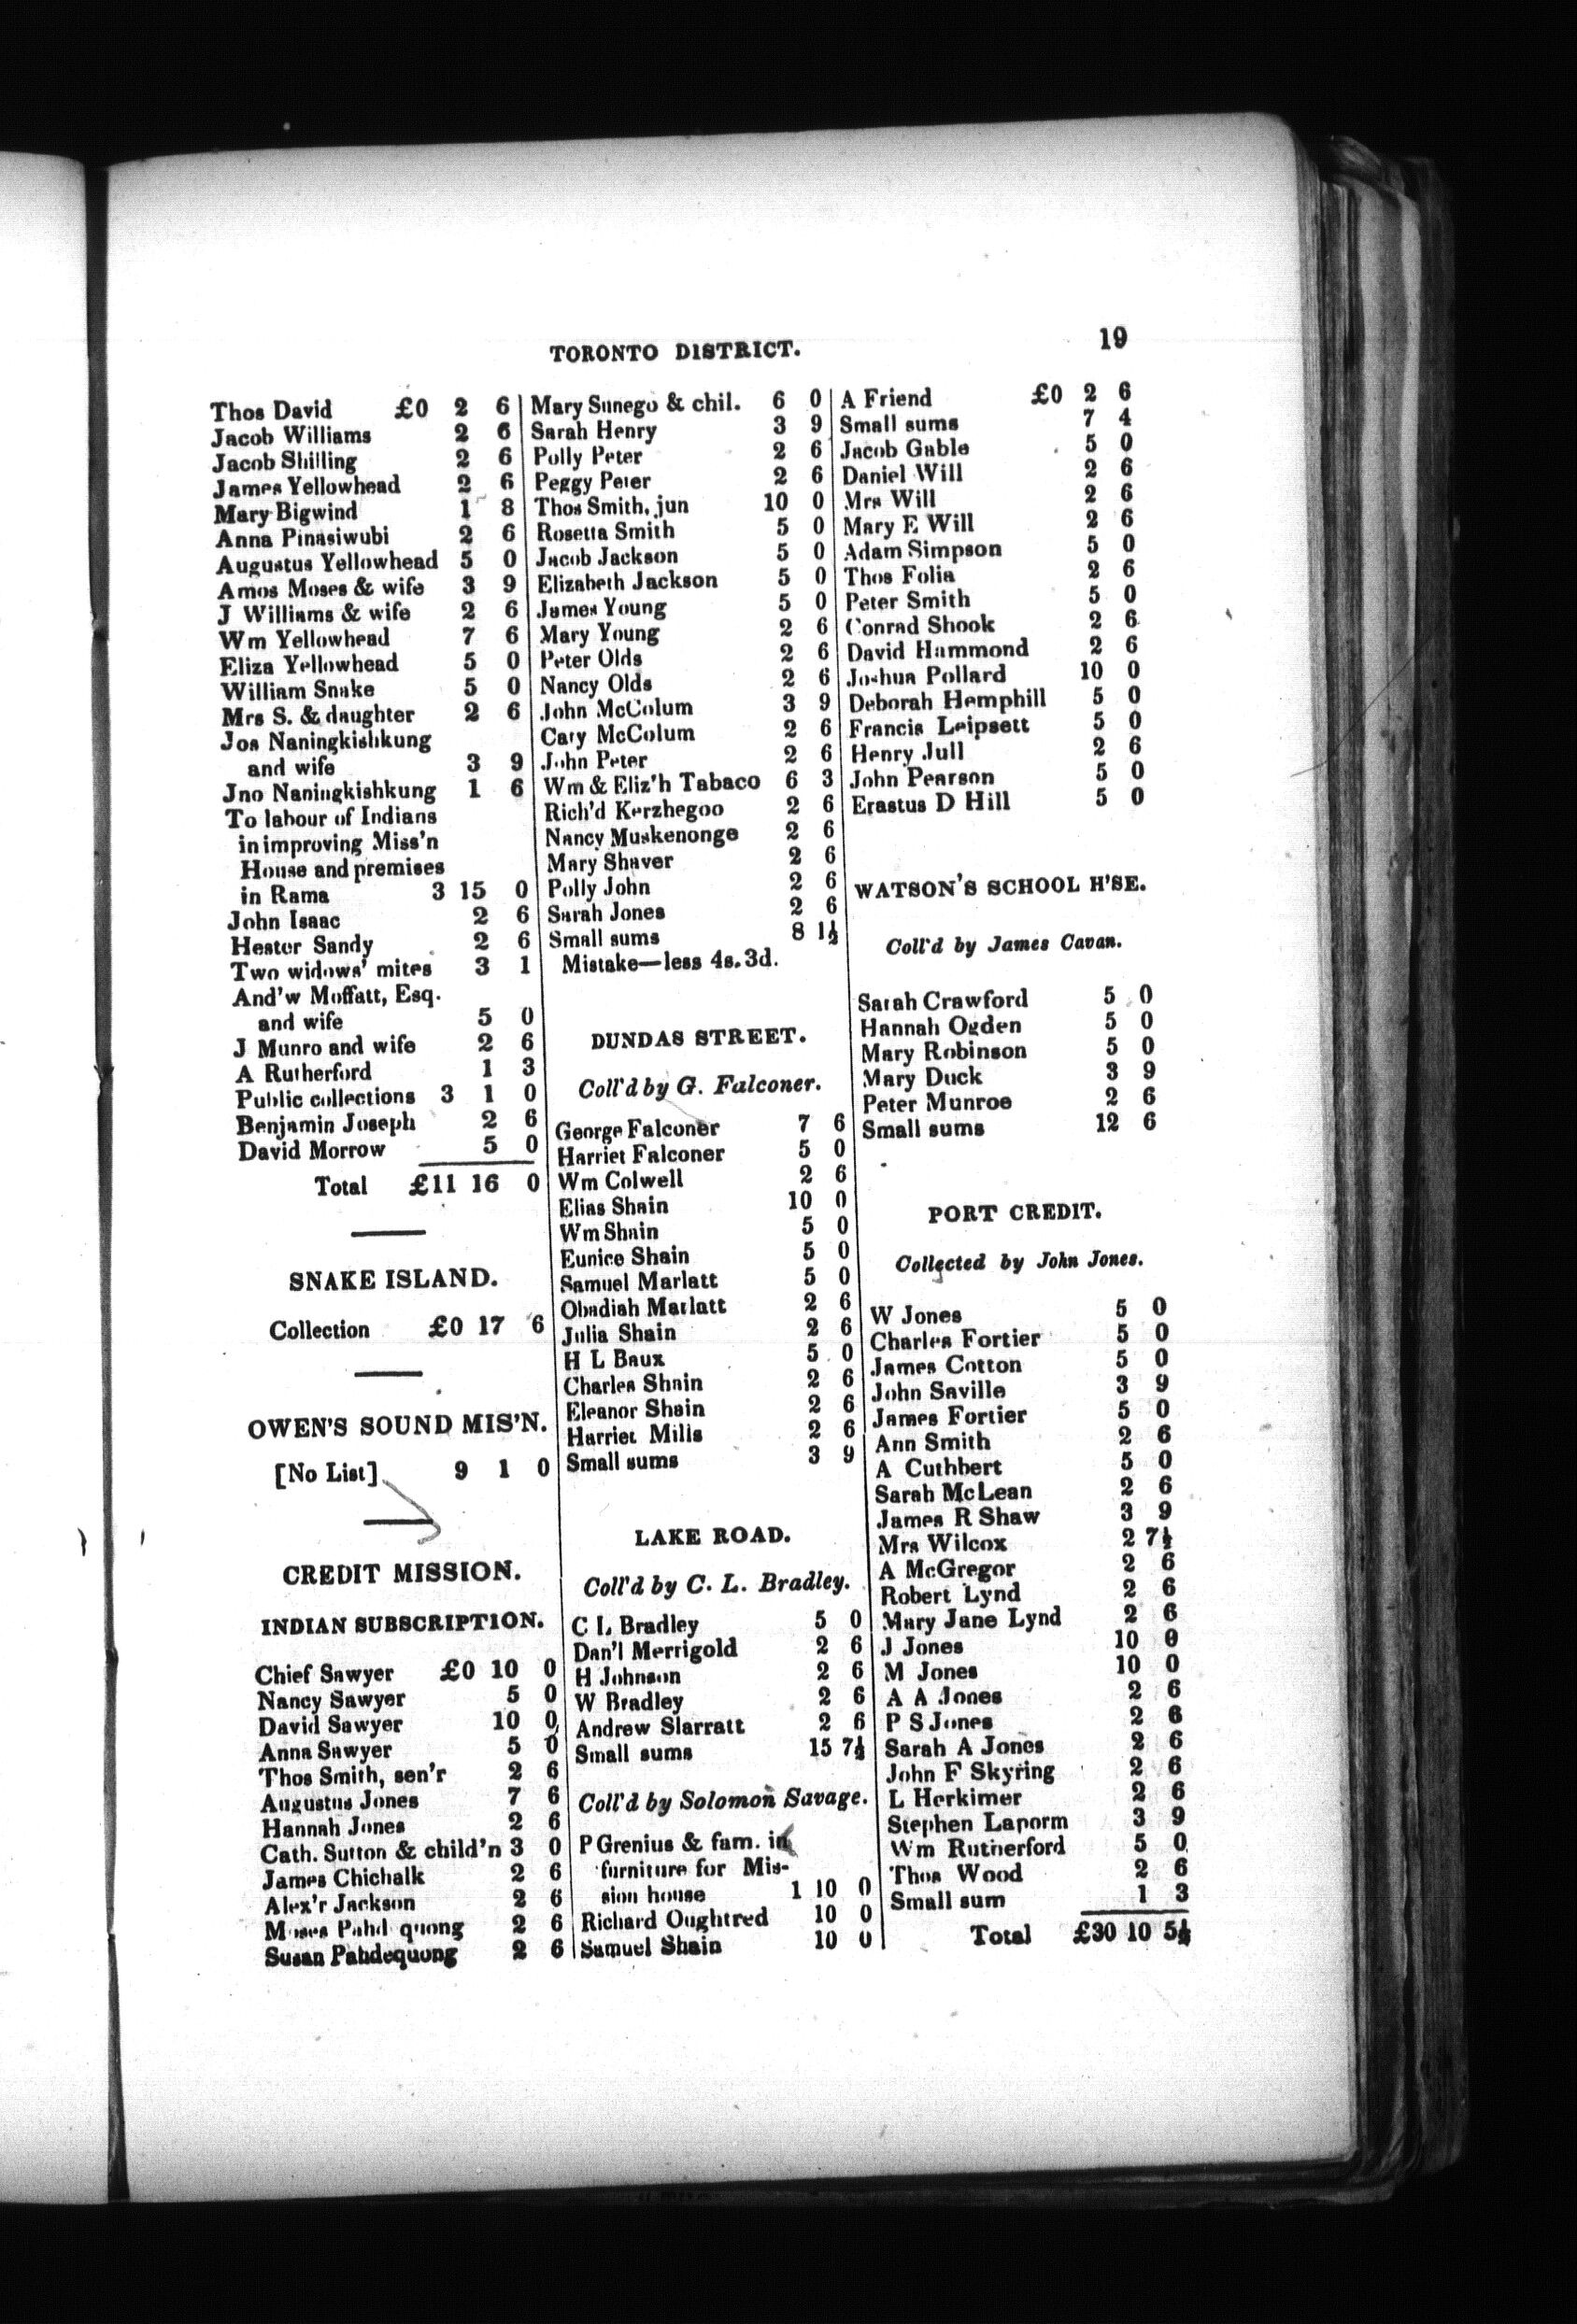 TORONTO DISTRICT.
19
Thos David £0 2 6
Jacob Williams 2 6
Jacob Shilling 2 6
James Yellowhead 2 6
Mary Bigwind 1 8
Anna Pinasiwubi 2 6
Augustus Yellowhead 5 0
Amos Moses & wife 3 9
J Williams & wife 2 6
Wm Yellowhead 7 6
Eliza Yellowhead 5 0
William Snake 5 0
Mrs S. & daughter 2 6
Jos Naningkishkung
and wife 3 9
Jno Naningkishkung 1 6
To labour of Indians
in improving Miss'n
House and premises
in Rama 3 15 0
John Isaac 2 6
Hester Sandy 2 6
Two widows' mites 3 1
And'w Moffatt, Esq.
and wife 5 0
J Munro and wife 2 6
A Rutherford 1 3
Public collections 3 1 0
Benjamin Joseph 2 6
David Morrow 5 0
Total £11 16 0
SNAKE ISLAND.
Collection £0 17 6
OWEN'S SOUND MIS'N.
[No List] 9 1 0
CREDIT MISSION.
INDIAN SUBSCRIPTION.
Chief Sawyer £0 10 0
Nancy Sawyer 5 0
David Sawyer 10 0
Anna Sawyer 5 0
Thos Smith, sen'r 2 6
Augustus Jones 7 6
Hannah Jones 2 6
Cath. Sutton & child'n 3 0
James Chichalk 2 6
Alex'r Jackson 2 6
Moses Pahd quong 2 6
Susan Pahdequong 2 6
Mary Sunego & chil. 6 0
Sarah Henry 3 9
Polly Peter 2 6
Peggy Peter 2 6
Thos Smith, jun 10 0
Rosetta Smith 5 0
Jacob Jackson 5 0
Elizabeth Jackson 5 0
James Young 5 0
Mary Young 2 6
Peter Olds 2 6
Nancy Olds 2 6
John McColum 3 9
Caty McColum 2 6
John Peter 2 6
Wm & Eliz'h Tabaco 6 3
Rich'd Kerzhegoo 2 6
Nancy Muskenonge 2 6
Mary Shaver 2 6
Polly John 2 6
Sarah Jones 2 6
Small sums 8 1½
Mistake—less 4s. 3d.
DUNDAS STREET.
Coll'd by G. Falconer.
George Falconer 7 6
Harriet Falconer 5 0
Wm Colwell 2 6
Elias Shain 10 0
Wm Shain 5 0
Eunice Shain 5 0
Samuel Marlatt 5 0
Obadiah Marlatt 2 6
Julia Shain 2 6
H L Baux 5 0
Charles Shain 2 6
Eleanor Shain 2 6
Harriet Mills 2 6
Small sums 3 9
LAKE ROAD.
Coll'd by C. L. Bradley.
C L Bradley 5 0
Dan'l Merrigold 2 6
H Johnson 2 6
W Bradley 2 6
Andrew Slarratt 2 6
Small sums 15 7½
Coll'd by Solomon Savage.
P Grenius & fam. in
furniture for Mis-
sion house 1 10 0
Richard Oughtred 10 0
Samuel Shain 10 0
A Friend £0 2 6
Small sums 7 4
Jacob Gable 5 0
Daniel Will 2 6
Mrs Will 2 6
Mary E Will 2 6
Adam Simpson 5 0
Thos Folia 2 6
Peter Smith 5 0
Conrad Shook 2 6
David Hammond 2 6
Joshua Pollard 10 0
Deborah Hemphill 5 0
Francis Leipsett 5 0
Henry Jull 2 6
John Pearson 5 0
Erastus D Hill 5 0
WATSON'S SCHOOL H'SE.
Coll'd by James Cavan.
Sarah Crawford 5 0
Hannah Ogden 5 0
Mary Robinson 5 0
Mary Duck 3 9
Peter Munroe 2 6
Small sums 12 6
PORT CREDIT.
Collected by John Jones.
W Jones 5 0
Charles Fortier 5 0
James Cotton 5 0
John Saville 3 9
James Fortier 5 0
Ann Smith 2 6
A Cuthbert 5 0
Sarah McLean 2 6
James R Shaw 3 9
Mrs Wilcox 2 7½
A McGregor 2 6
Robert Lynd 2 6
Mary Jane Lynd 2 6
J Jones 10 0
M Jones 10 0
A A Jones 2 6
P S Jones 2 6
Sarah A Jones 2 6
John F Skyring 2 6
L Herkimer 2 6
Stephen Laporm 3 9
Wm Rutherford 5 0
Thos Wood 2 6
Small sum 1 3
Total £30 10 5½